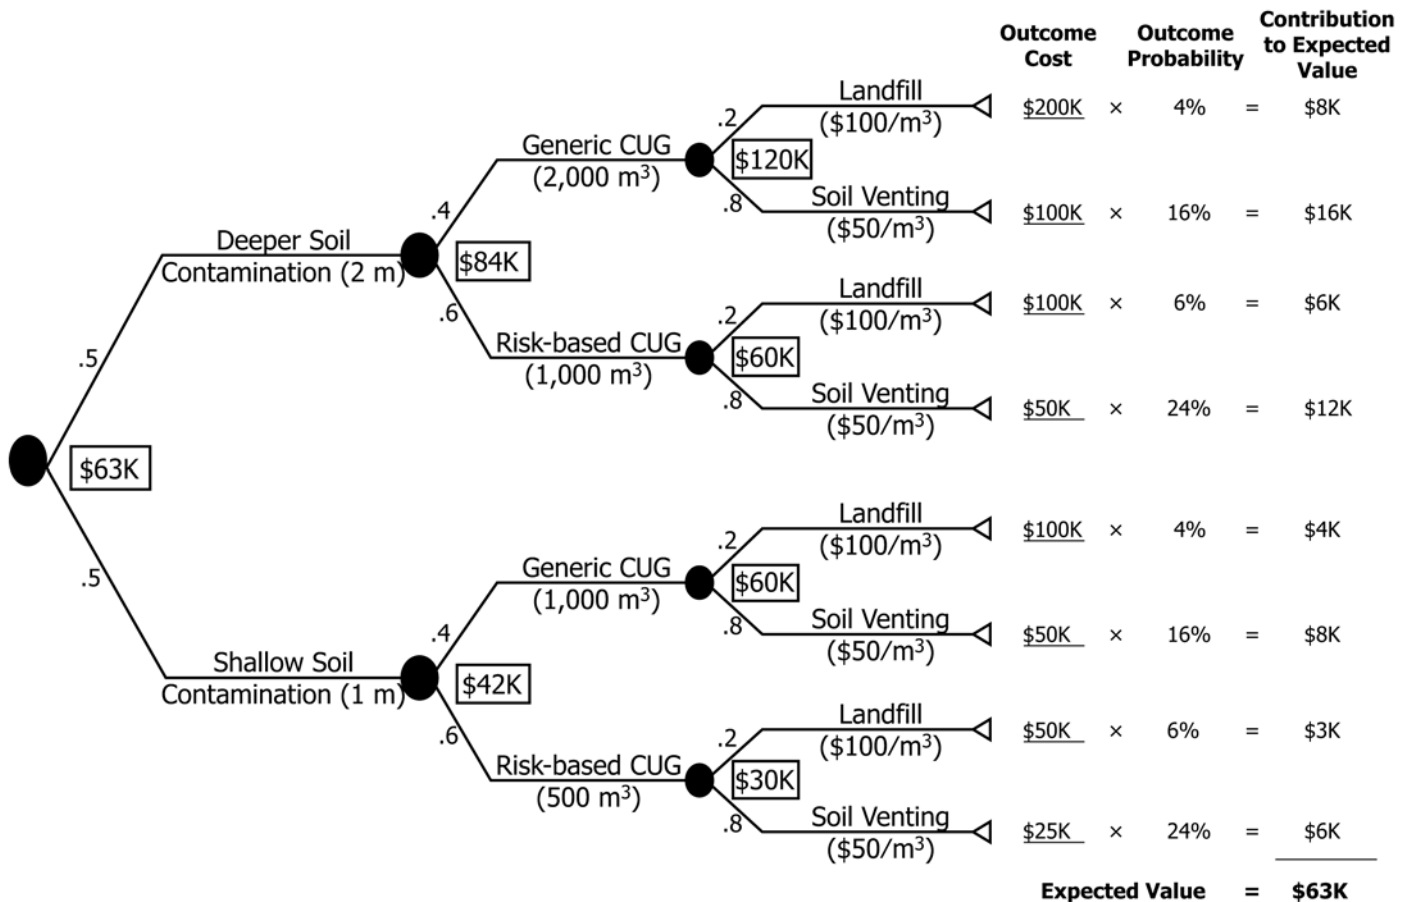 Outcome Cost
Outcome Probability
Contribution to Expected Value
Landfill
.2
($100/m³)
$200K × 4% = $8K
Generic CUG
(2,000 m³)
$120K
.8
Soil Venting
($50/m³)
$100K × 16% = $16K
.4
Deeper Soil
Contamination (2 m)
$84K
Landfill
.2
($100/m³)
$100K × 6% = $6K
.6
Risk-based CUG
(1,000 m³)
$60K
.8
Soil Venting
($50/m³)
$50K × 24% = $12K
.5
$63K
.5
Landfill
.2
($100/m³)
$100K × 4% = $4K
Generic CUG
(1,000 m³)
$60K
.8
Soil Venting
($50/m³)
$50K × 16% = $8K
.4
Shallow Soil
Contamination (1 m)
$42K
Landfill
.2
($100/m³)
$50K × 6% = $3K
.6
Risk-based CUG
(500 m³)
$30K
.8
Soil Venting
($50/m³)
$25K × 24% = $6K
Expected Value = $63K